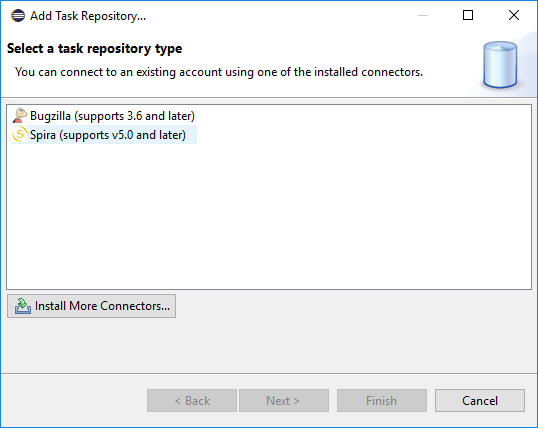 Add Task Repository...
Select a task repository type
You can connect to an existing account using one of the installed connectors.
Bugzilla (supports 3.6 and later)
Spira (supports v5.0 and later)
Install More Connectors...
< Back
Next >
Finish
Cancel